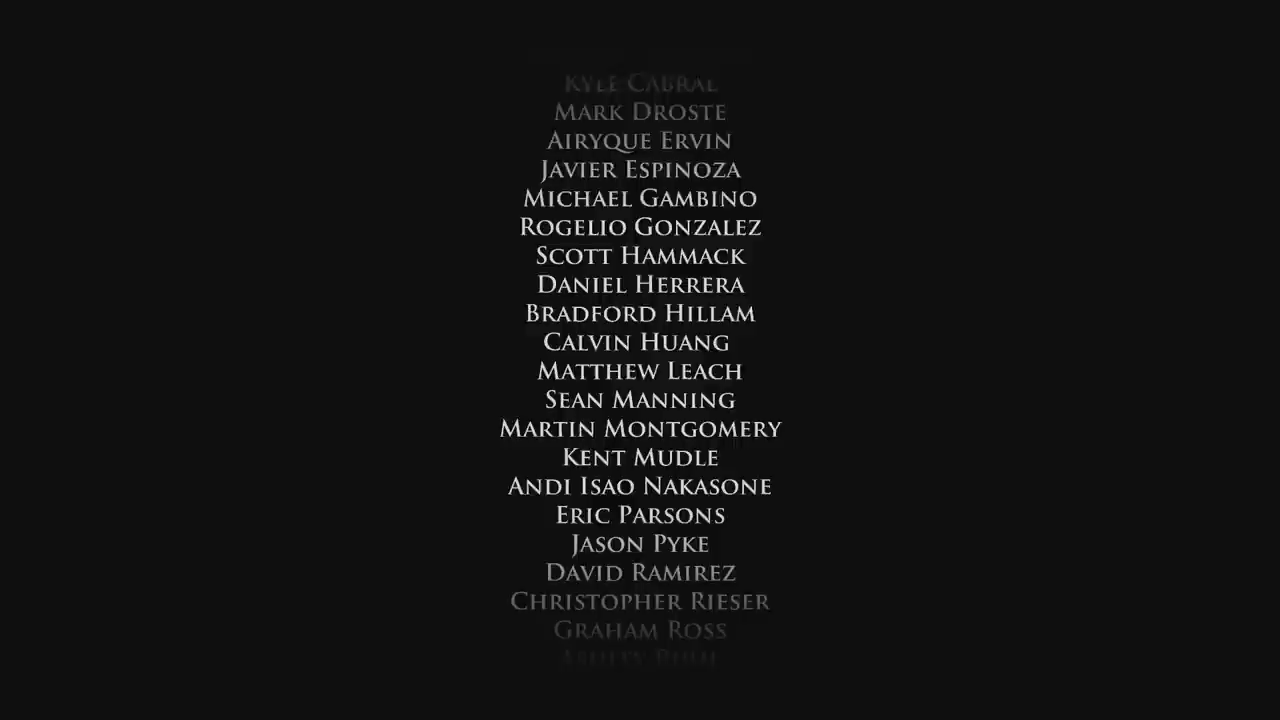 Kyle Cabral
Mark Droste
Airyque Ervin
Javier Espinoza
Michael Gambino
Rogelio Gonzalez
Scott Hammack
Daniel Herrera
Bradford Hillam
Calvin Huang
Matthew Leach
Sean Manning
Martin Montgomery
Kent Mudle
Andi Isao Nakasone
Eric Parsons
Jason Pyke
David Ramirez
Christopher Rieser
Graham Ross